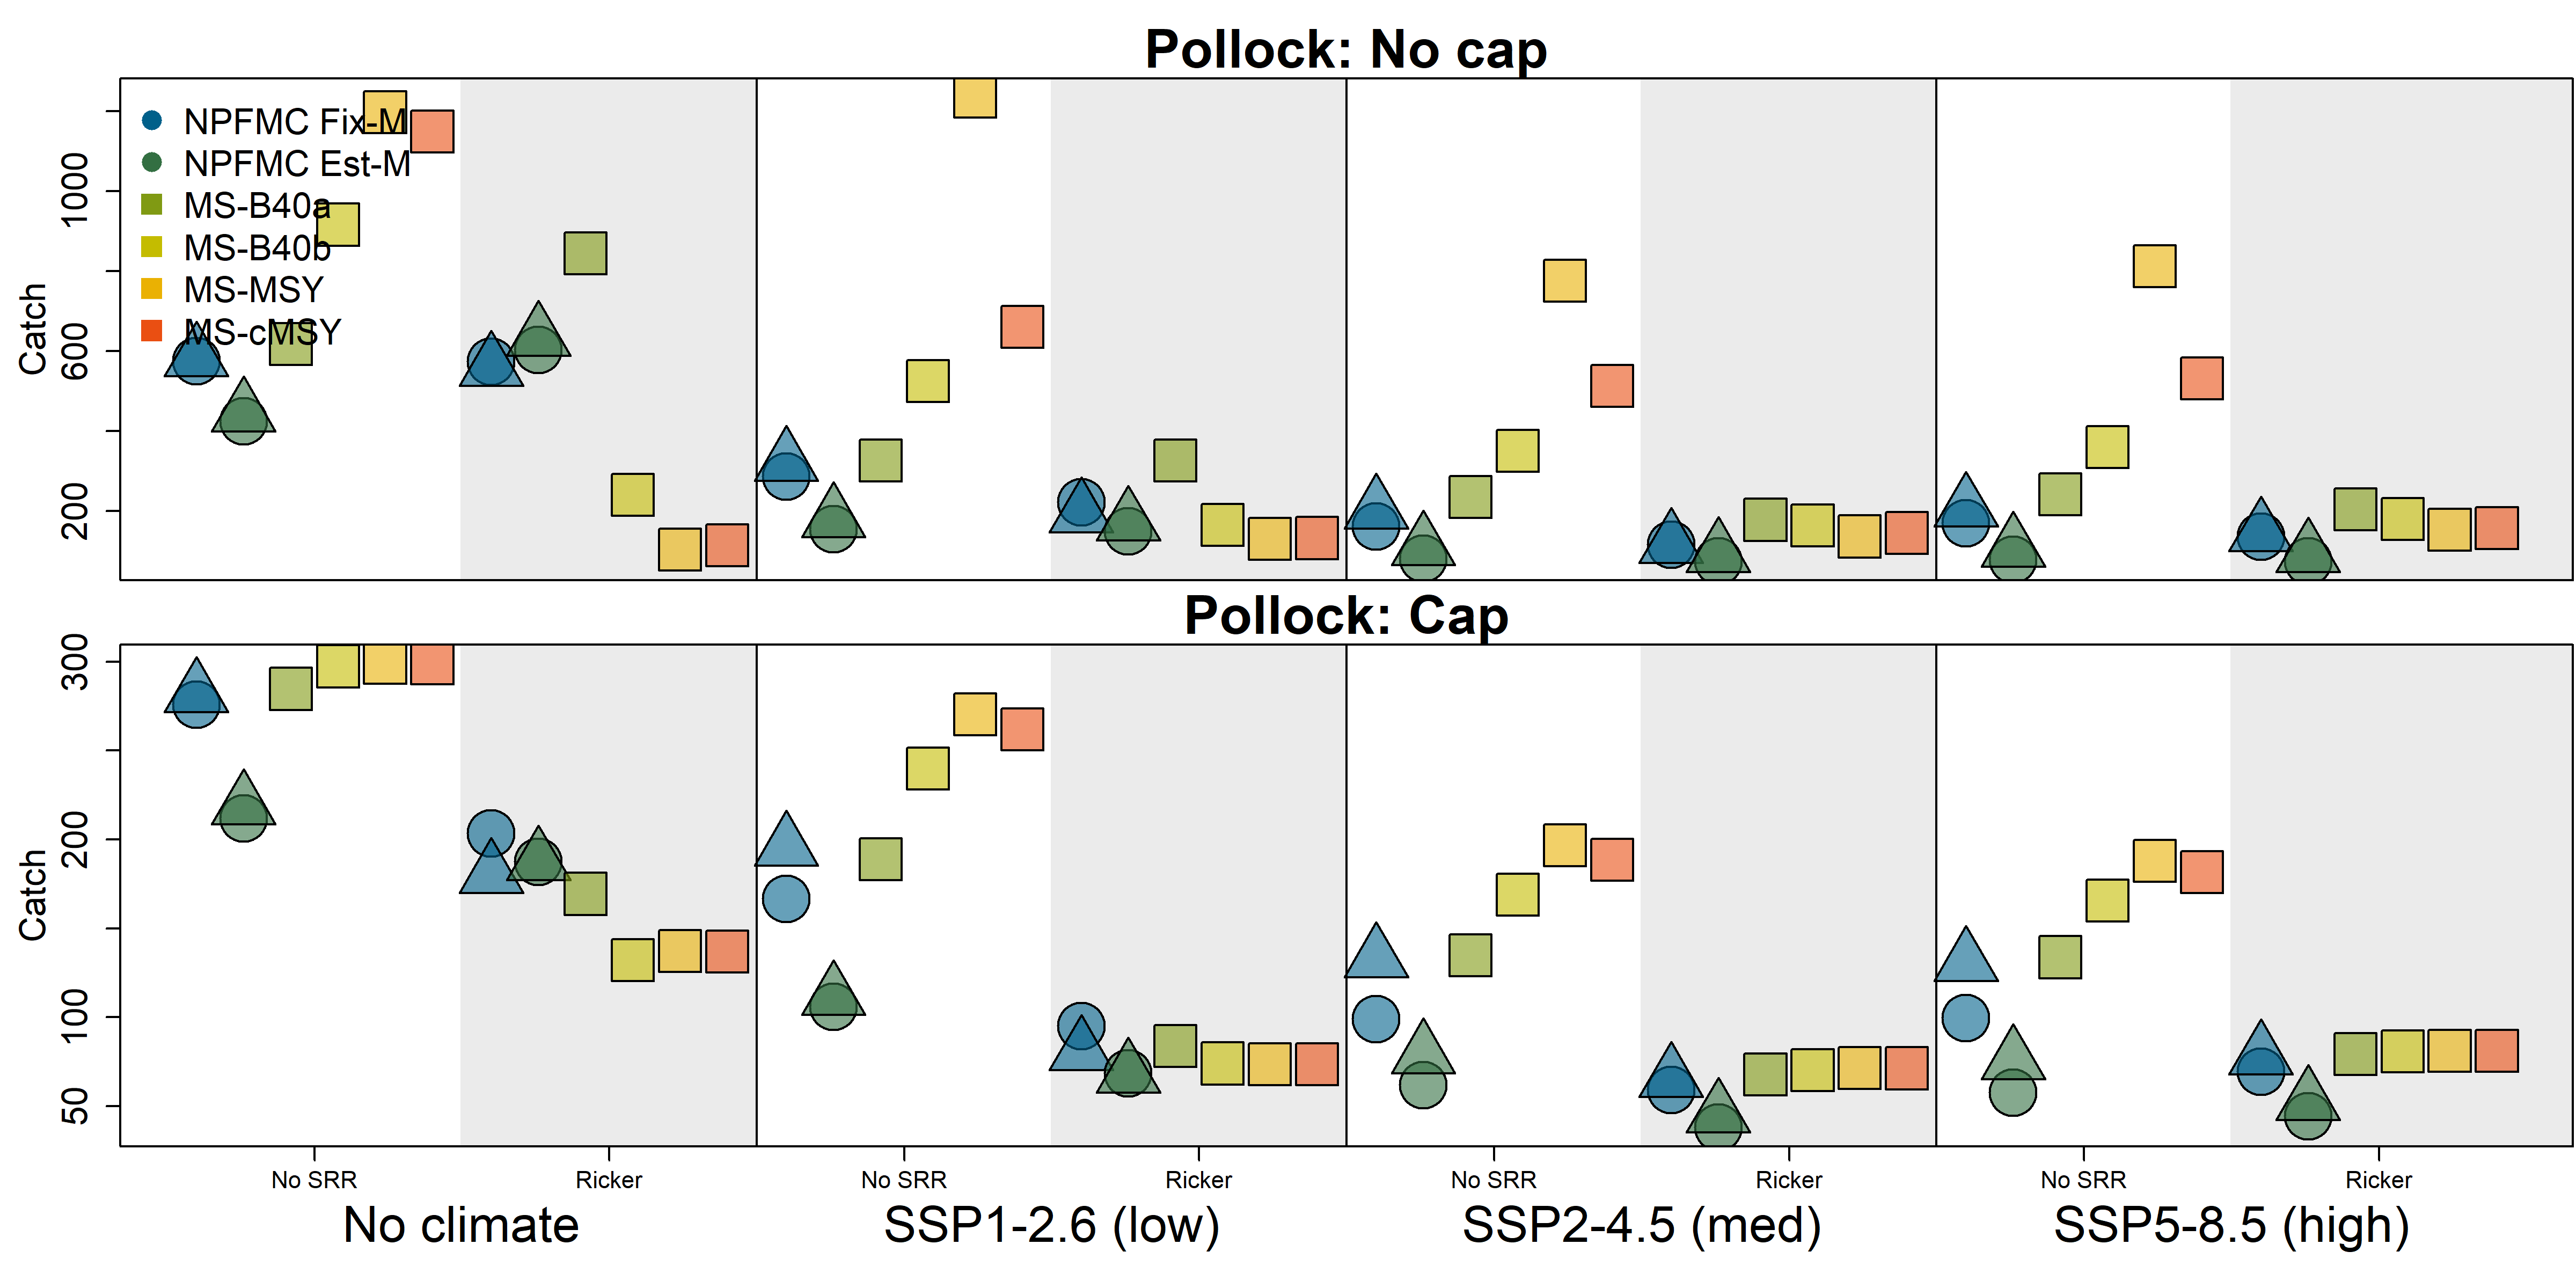 Pollock: No cap
Catch
1000
600
200
NPFMC Fix-M
NPFMC Est-M
MS-B40a
MS-B40b
MS-MSY
MS-cMSY
Pollock: Cap
Catch
300
200
100
50
No SRR Ricker No SRR Ricker No SRR Ricker No SRR Ricker
No climate SSP1-2.6 (low) SSP2-4.5 (med) SSP5-8.5 (high)